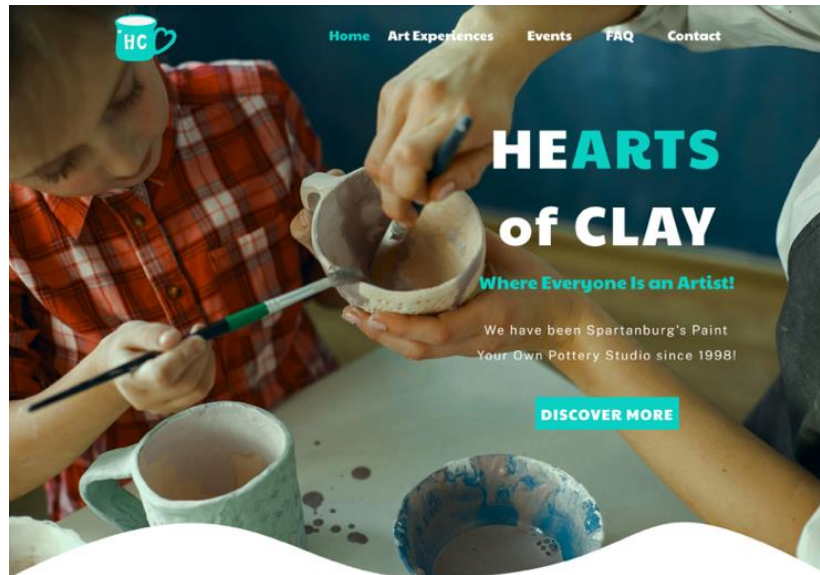 HC
Home Art Experiences Events FAQ Contact
HEARTS
of CLAY
Where Everyone Is an Artist!
We have been Spartanburg's Paint
Your Own Pottery Studio since 1998!
DISCOVER MORE